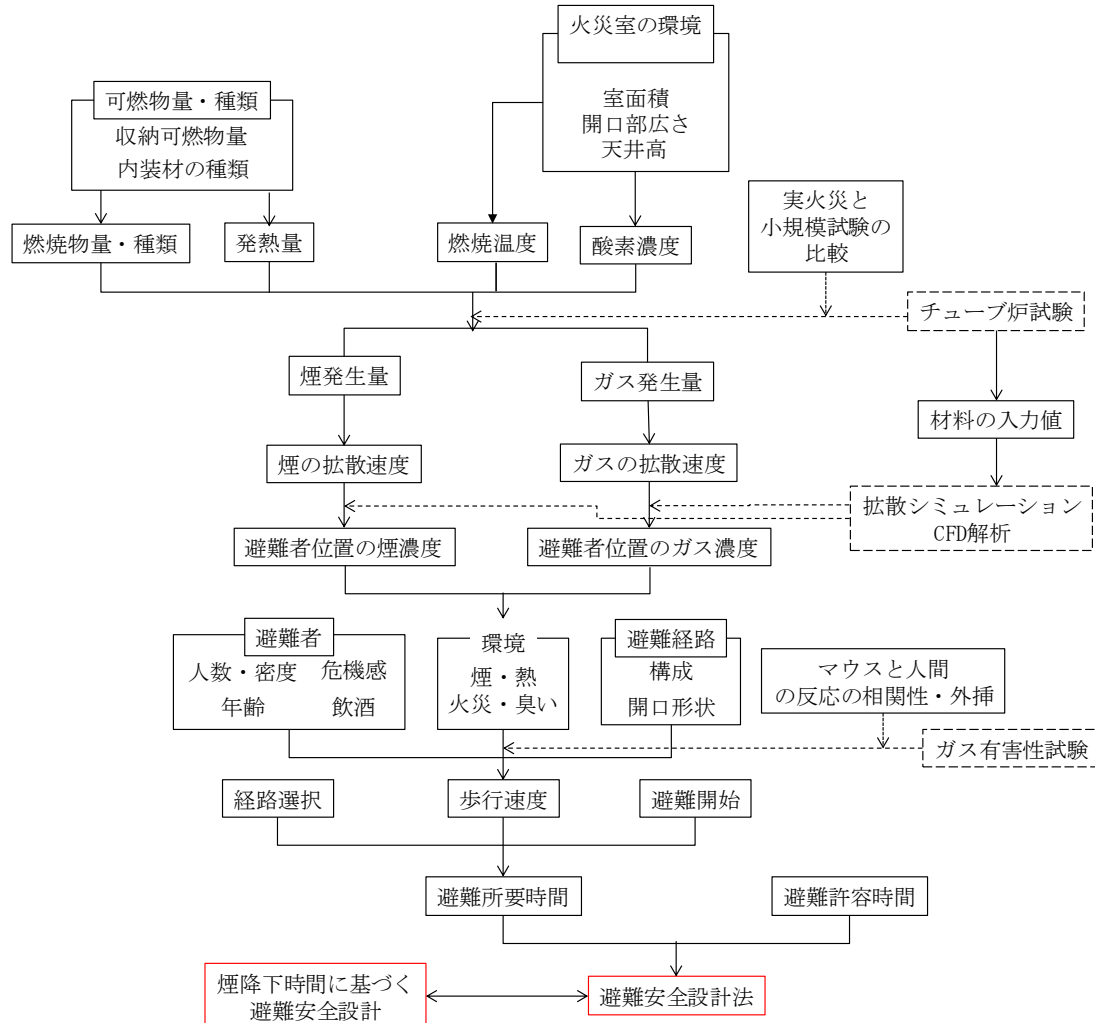 火災室の環境
室面積
開口部広さ
天井高
可燃物量・種類
収納可燃物量
内装材の種類
実火災と
小規模試験の
比較
燃焼物量・種類
発熱量
燃焼温度
酸素濃度
チューブ炉試験
煙発生量
ガス発生量
材料の入力値
煙の拡散速度
ガスの拡散速度
拡散シミュレーション
CFD解析
避難者位置の煙濃度
避難者位置のガス濃度
避難者
人数・密度 危機感
年齢 飲酒
環境
煙・熱
火災・臭い
避難経路
構成
開口形状
マウスと人間
の反応の相関性・外挿
ガス有害性試験
経路選択
歩行速度
避難開始
避難所要時間
避難許容時間
煙降下時間に基づく
避難安全設計
避難安全設計法